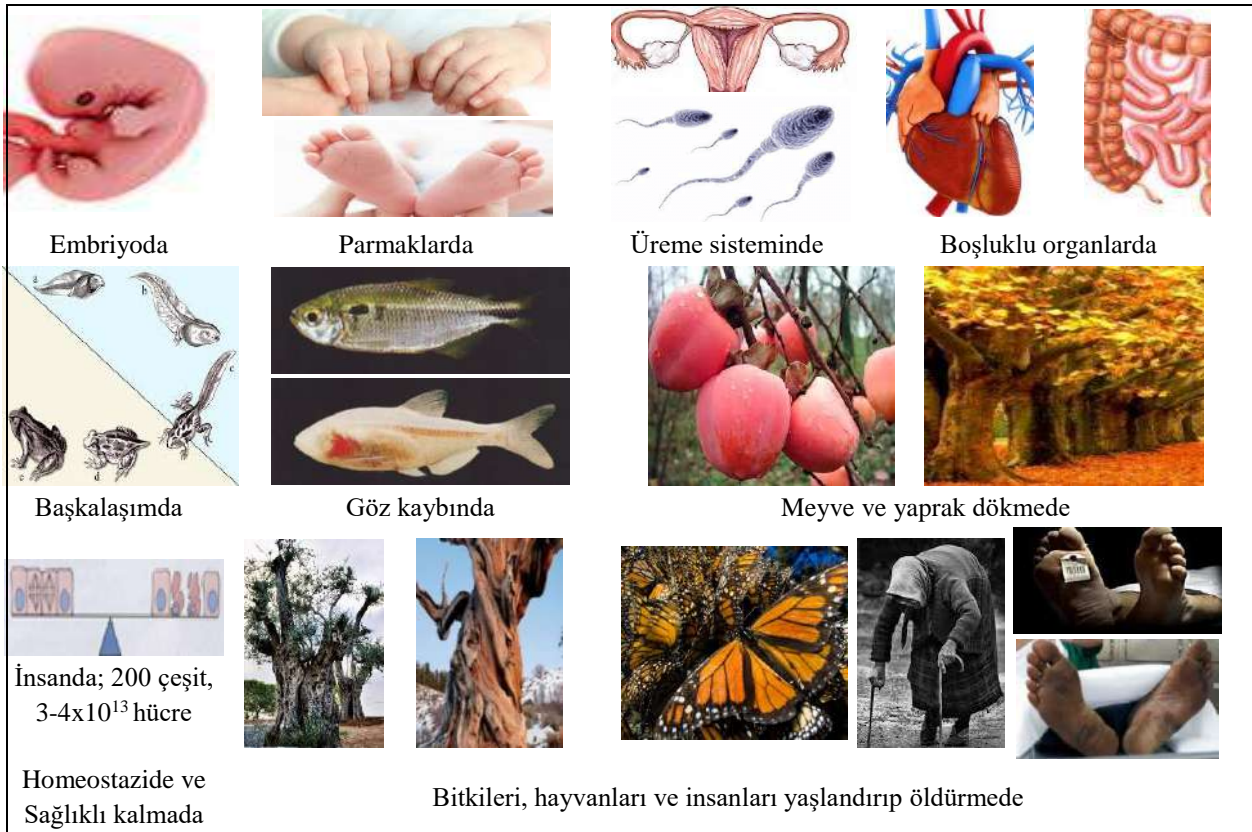 Embriyoda
Parmaklarda
Üreme sisteminde
Boşluklu organlarda
a
b
c
d
e
Başkalaşımda
Göz kaybında
Meyve ve yaprak dökmede
İnsanda; 200 çeşit,
3-4x10¹³ hücre
Homeostazide ve
Sağlıklı kalmada
Bitkileri, hayvanları ve insanları yaşlandırıp öldürmede